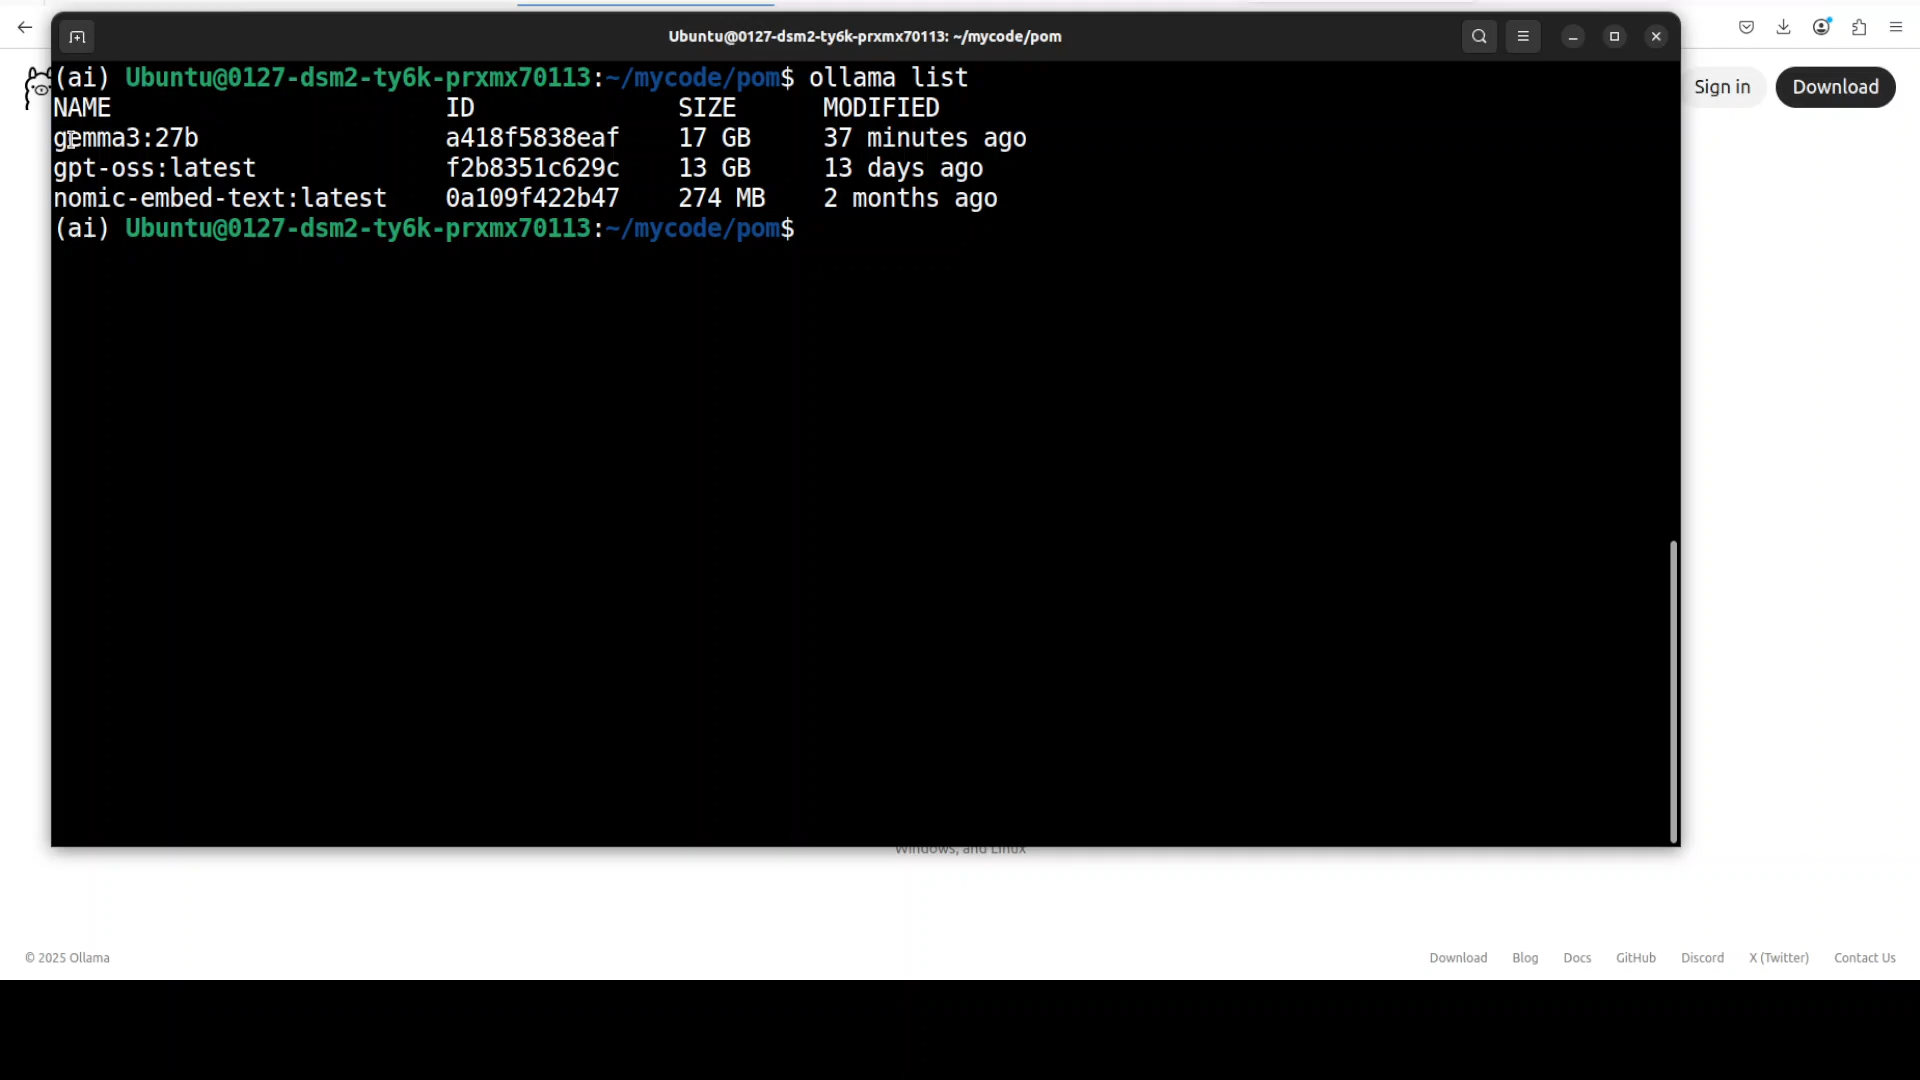 Ubuntu@0127-dsm2-ty6k-prxmx70113: ~/mycode/pom
(ai) Ubuntu@0127-dsm2-ty6k-prxmx70113:~/mycode/pom$ ollama list
NAME ID SIZE MODIFIED
gemma3:27b a418f5838eaf 17 GB 37 minutes ago
gpt-oss:latest f2b8351c629c 13 GB 13 days ago
nomic-embed-text:latest 0a109f422b47 274 MB 2 months ago
(ai) Ubuntu@0127-dsm2-ty6k-prxmx70113:~/mycode/pom$
Sign in Download
Windows, and Linux
© 2025 Ollama Download Blog Docs GitHub Discord X (Twitter) Contact Us